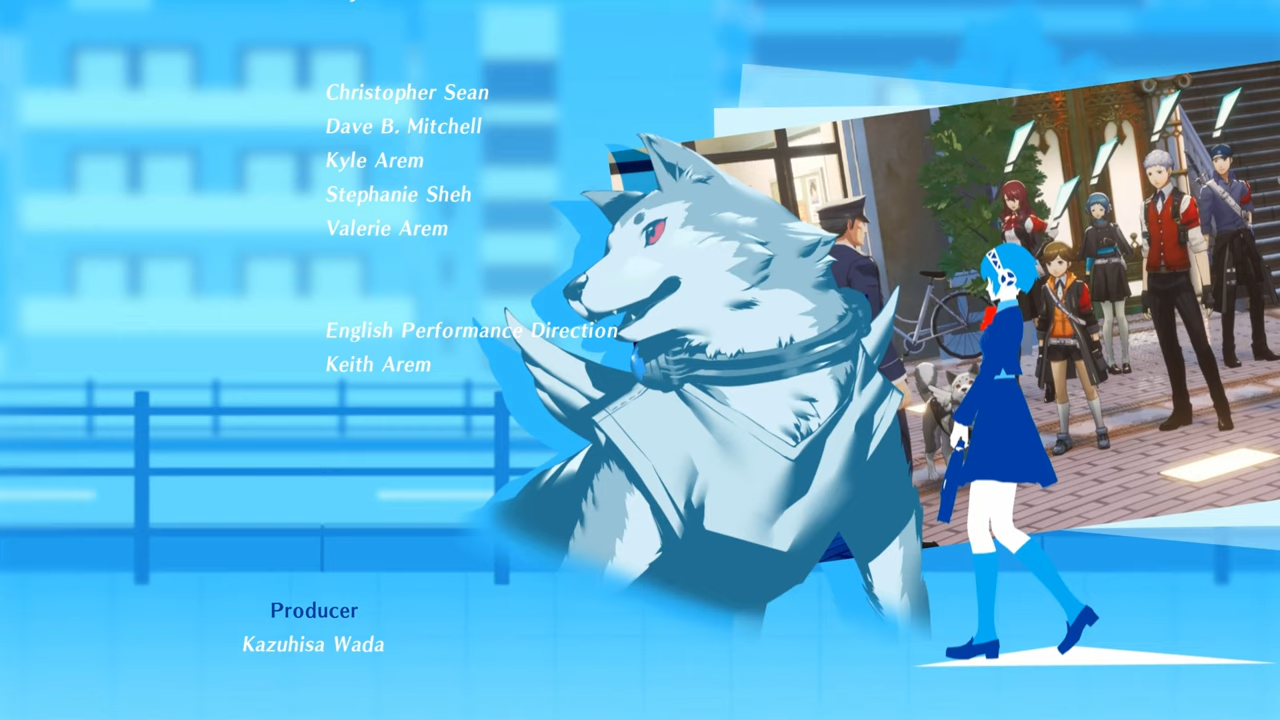 Christopher Sean
Dave B. Mitchell
Kyle Arem
Stephanie Sheh
Valerie Arem
English Performance Direction
Keith Arem
Producer
Kazuhisa Wada